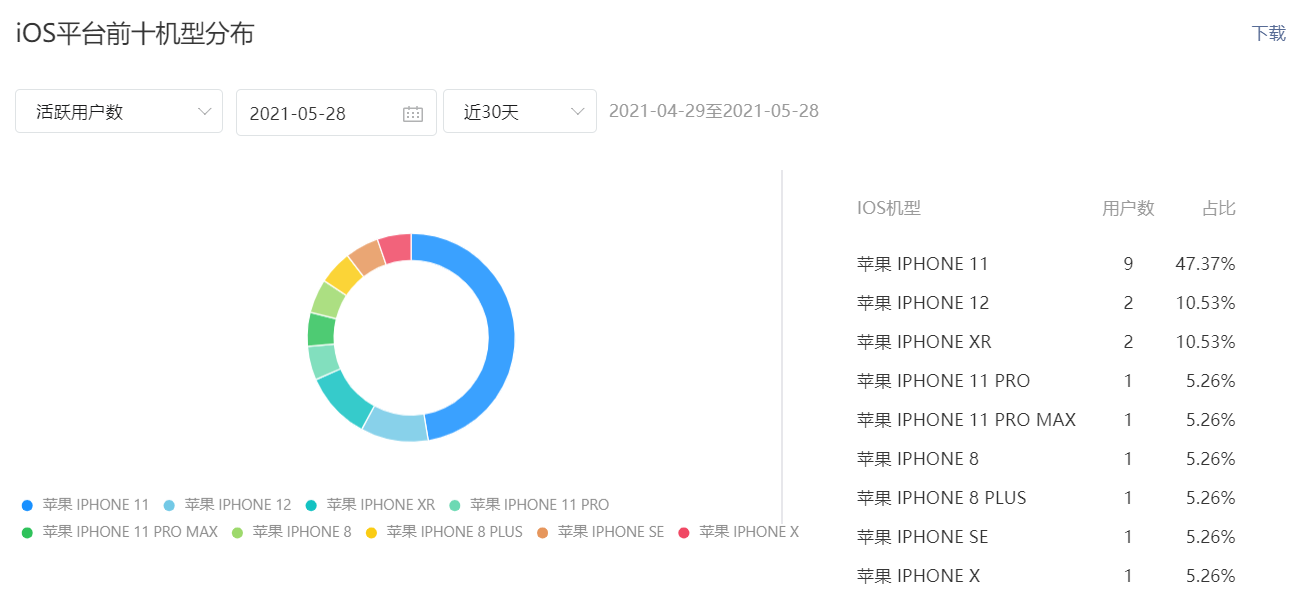 iOS平台前十机型分布
下载
活跃用户数
2021-05-28
近30天
2021-04-29至2021-05-28
IOS机型 用户数 占比
苹果 IPHONE 11 9 47.37%
苹果 IPHONE 12 2 10.53%
苹果 IPHONE XR 2 10.53%
苹果 IPHONE 11 PRO 1 5.26%
苹果 IPHONE 11 PRO MAX 1 5.26%
苹果 IPHONE 8 1 5.26%
苹果 IPHONE 8 PLUS 1 5.26%
苹果 IPHONE SE 1 5.26%
苹果 IPHONE X 1 5.26%
苹果 IPHONE 11 苹果 IPHONE 12 苹果 IPHONE XR 苹果 IPHONE 11 PRO
苹果 IPHONE 11 PRO MAX 苹果 IPHONE 8 苹果 IPHONE 8 PLUS 苹果 IPHONE SE 苹果 IPHONE X